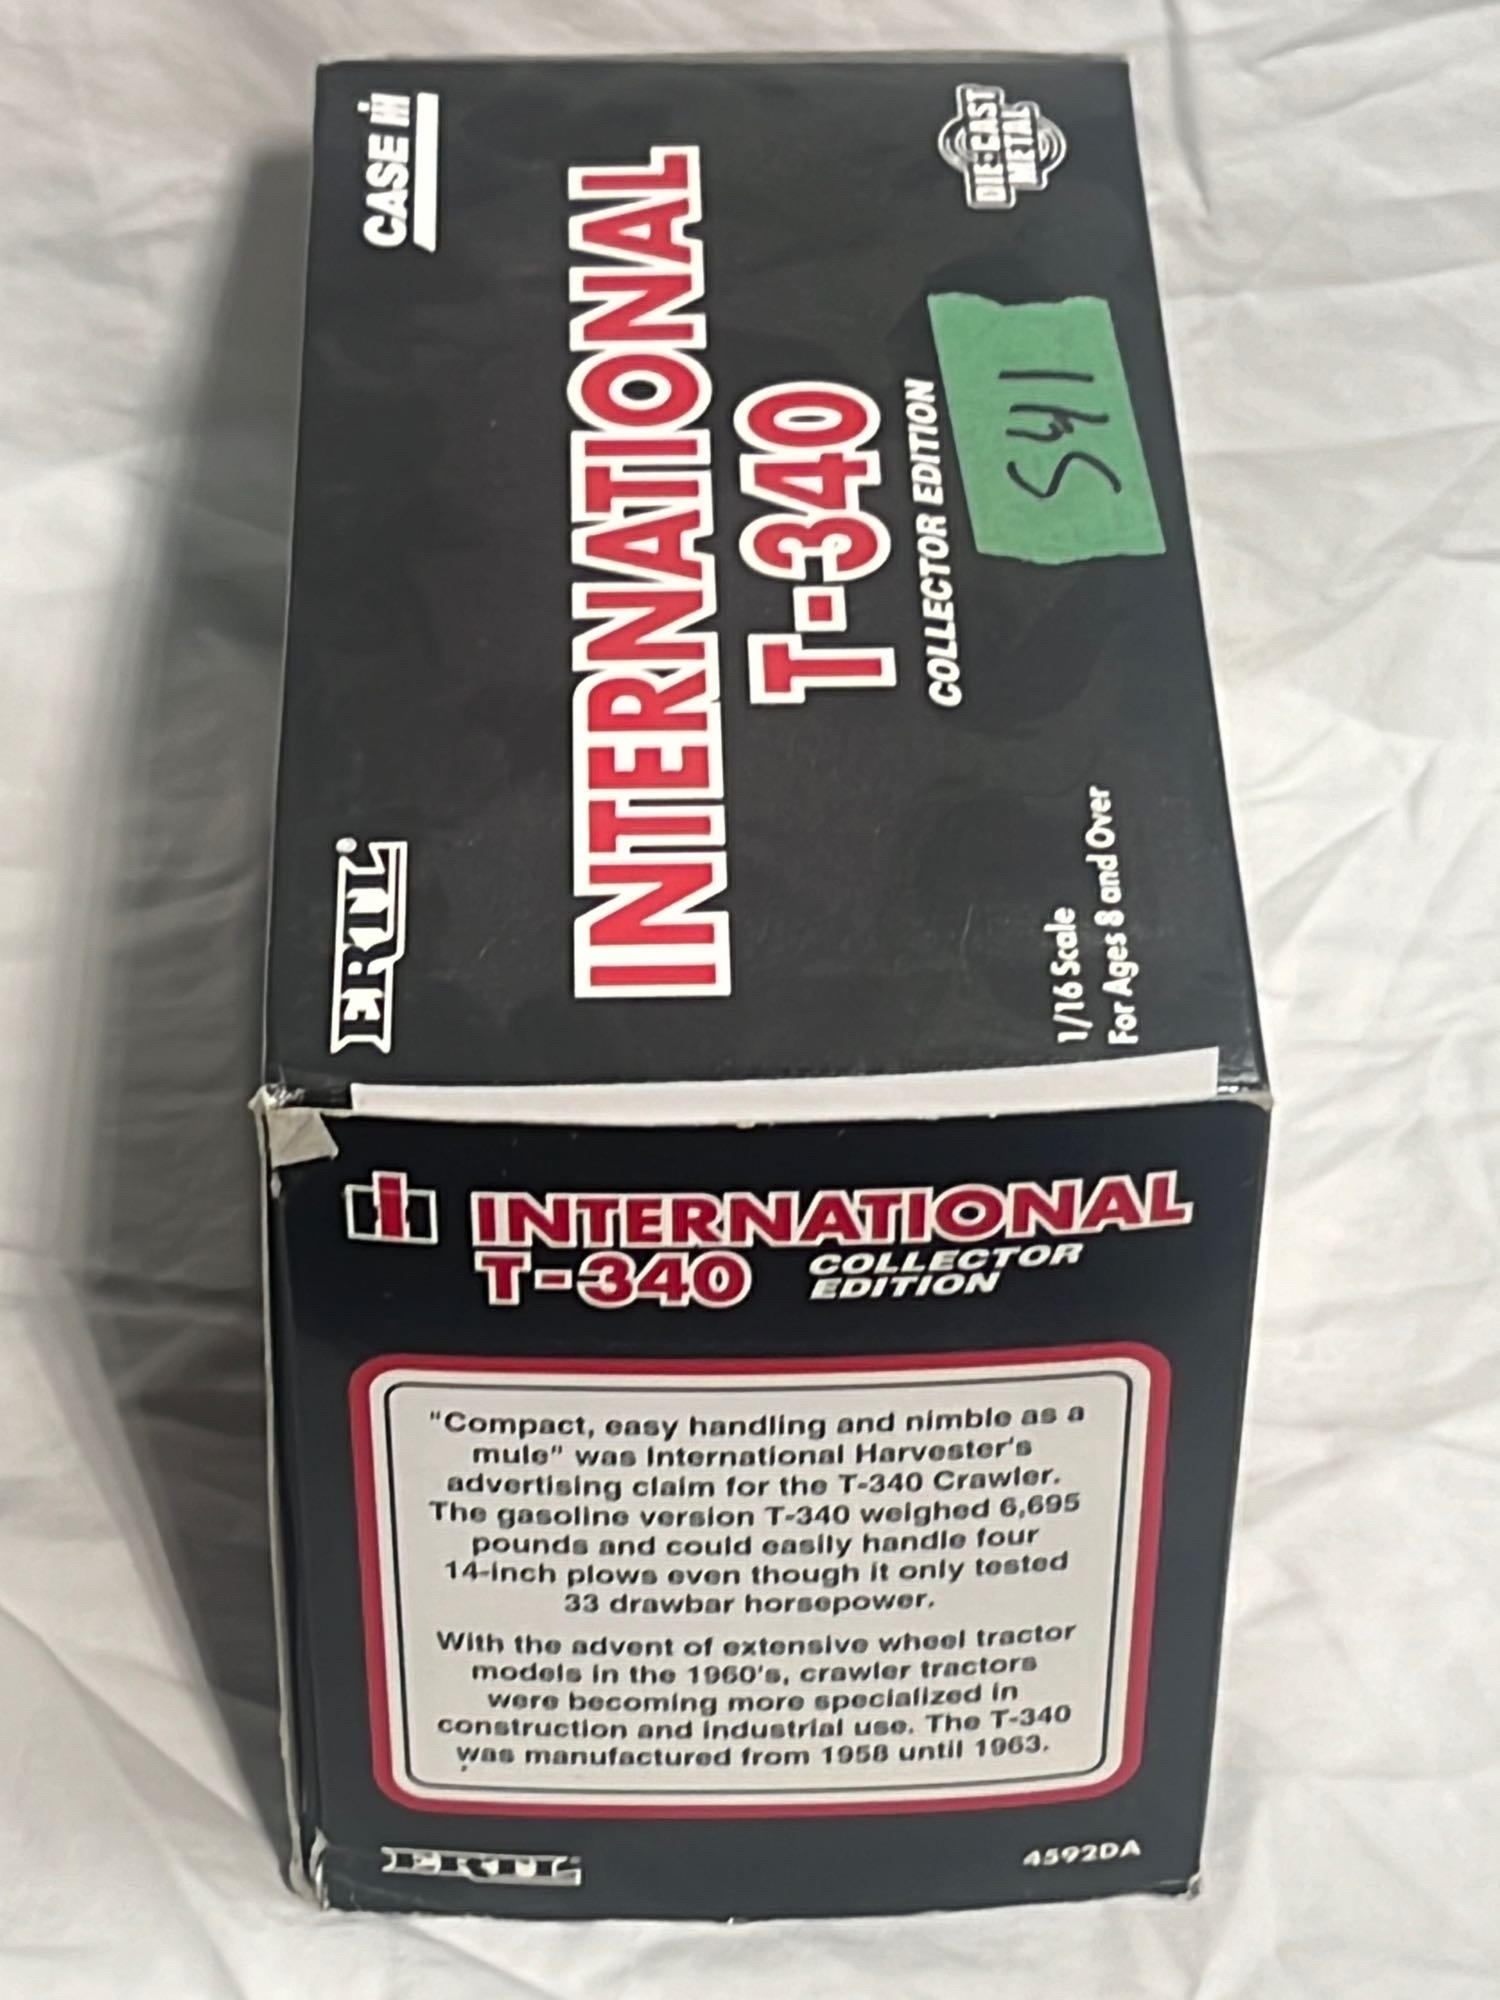 ERTL®
CASE IH
INTERNATIONAL
T-340
COLLECTOR EDITION
1/16 Scale
For Ages 8 and Over
S41
DIE-CAST
METAL
IH INTERNATIONAL
T-340 COLLECTOR
EDITION
"Compact, easy handling and nimble as a
mule" was International Harvester's
advertising claim for the T-340 Crawler.
The gasoline version T-340 weighed 6,695
pounds and could easily handle four
14-inch plows even though it only tested
33 drawbar horsepower.
With the advent of extensive wheel tractor
models in the 1960's, crawler tractors
were becoming more specialized in
construction and industrial use. The T-340
was manufactured from 1958 until 1963.
ERTL
4592DA